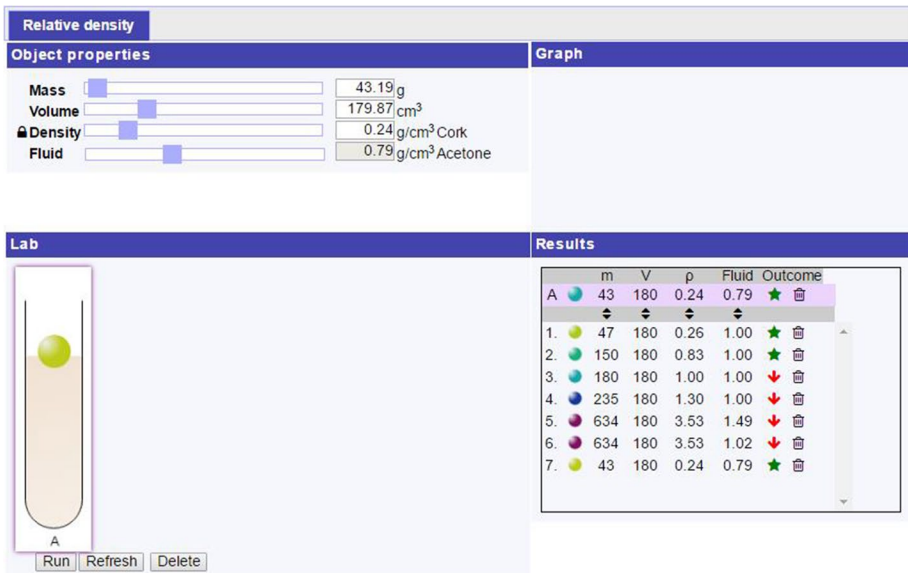 Relative density
Object properties
Mass 43.19 g
Volume 179.87 cm³
Density 0.24 g/cm³ Cork
Fluid 0.79 g/cm³ Acetone
Graph
Lab
A
Run Refresh Delete
Results
m V ρ Fluid Outcome
A 43 180 0.24 0.79
1. 47 180 0.26 1.00
2. 150 180 0.83 1.00
3. 180 180 1.00 1.00
4. 235 180 1.30 1.00
5. 634 180 3.53 1.49
6. 634 180 3.53 1.02
7. 43 180 0.24 0.79